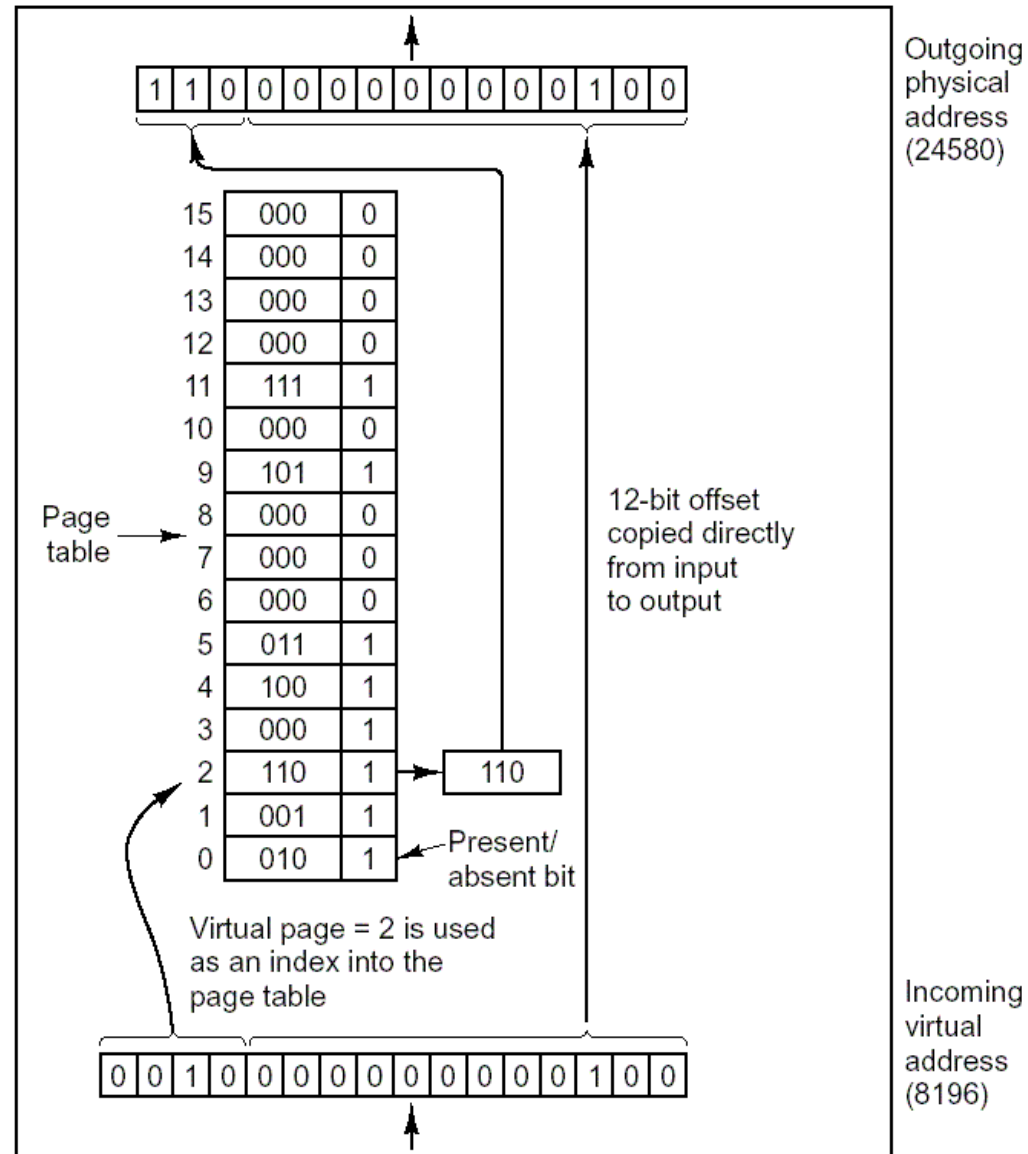 1 1 0 0 0 0 0 0 0 0 0 0 1 0 0
Outgoing
physical
address
(24580)
15 000 0
14 000 0
13 000 0
12 000 0
11 111 1
10 000 0
9 101 1
8 000 0
7 000 0
6 000 0
5 011 1
4 100 1
3 000 1
2 110 1 110
1 001 1
0 010 1
Page
table
12-bit offset
copied directly
from input
to output
Present/
absent bit
Virtual page = 2 is used
as an index into the
page table
Incoming
virtual
address
(8196)
0 0 1 0 0 0 0 0 0 0 0 0 0 1 0 0